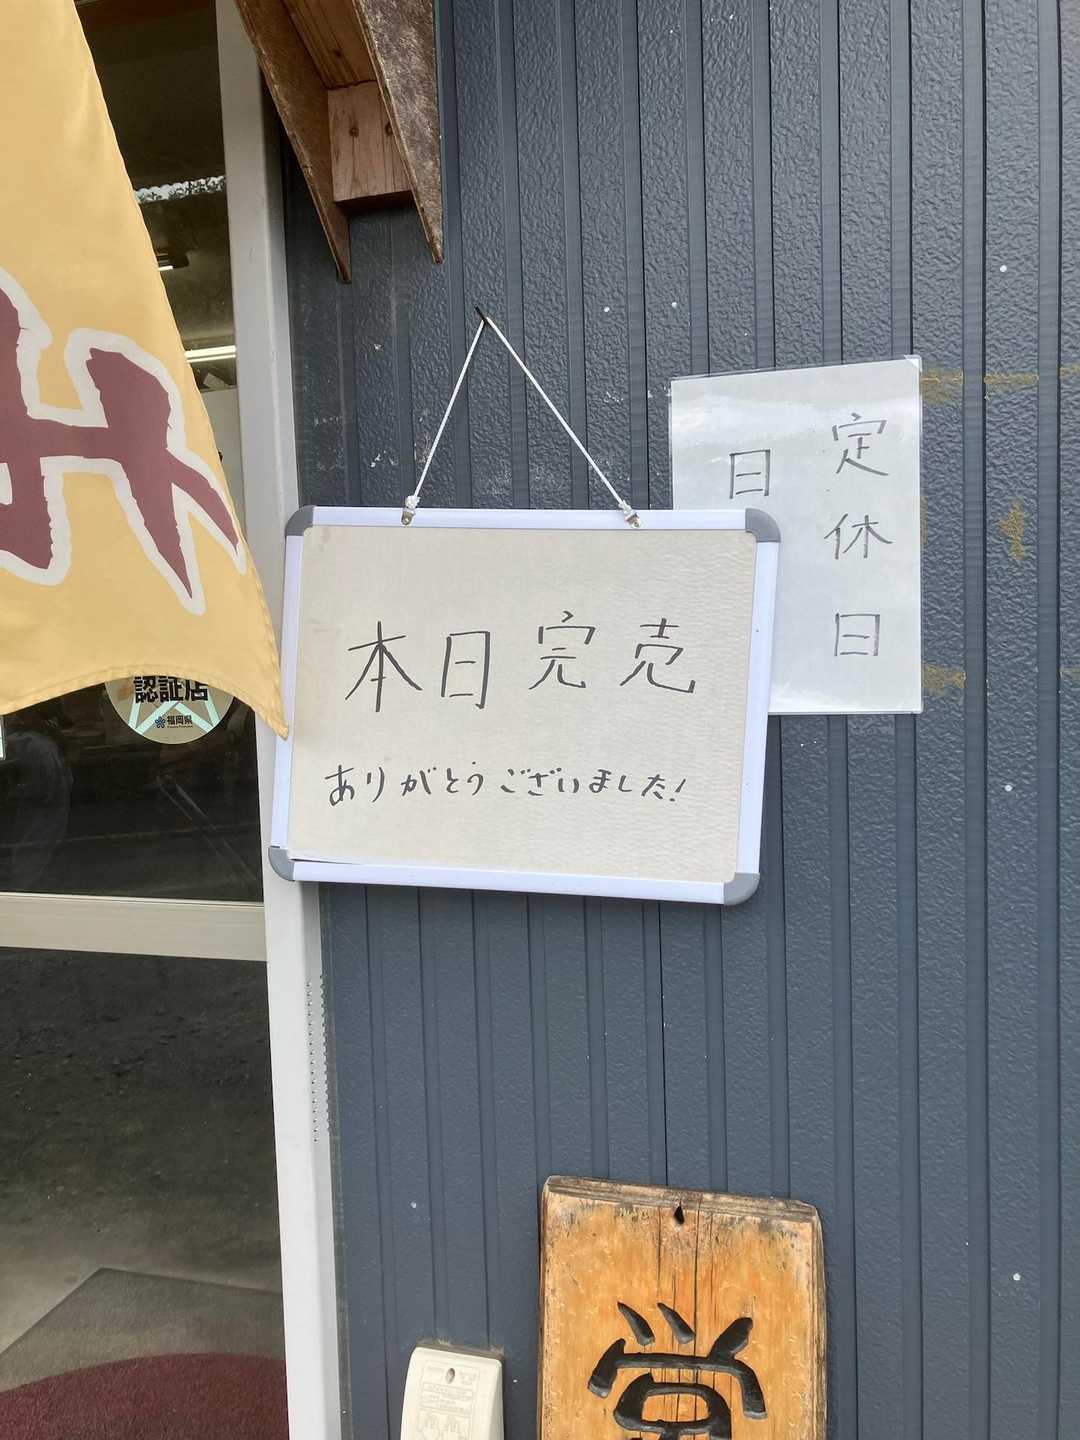 本日完売
ありがとうございました!
定休日
日
認証店
福岡県
営